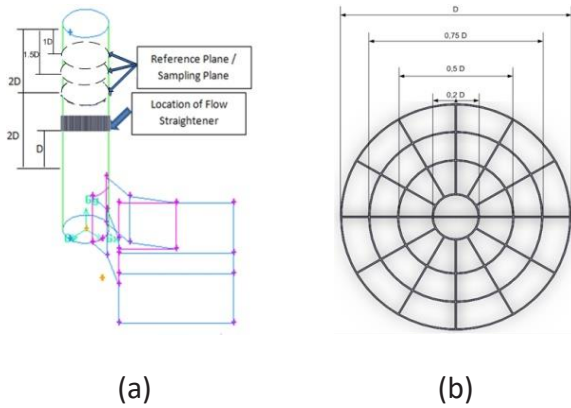 1D
1.5D
2D
2D
D
Reference Plane /
Sampling Plane
Location of Flow
Straightener
D
0,75 D
0,5 D
0,2 D
(a)
(b)